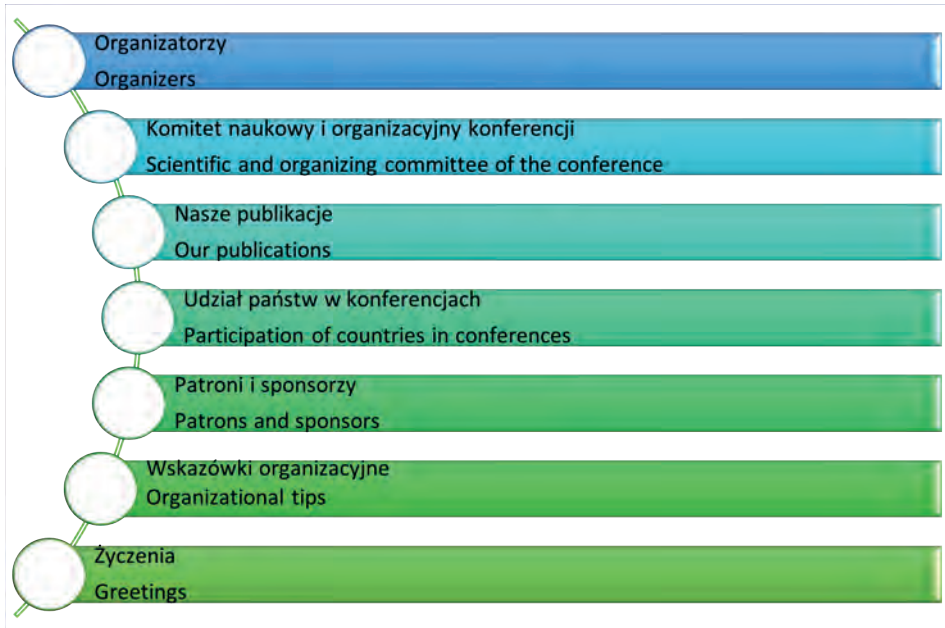 Organizatorzy
Organizers
Komitet naukowy i organizacyjny konferencji
Scientific and organizing committee of the conference
Nasze publikacje
Our publications
Udział państw w konferencjach
Participation of countries in conferences
Patroni i sponsorzy
Patrons and sponsors
Wskazówki organizacyjne
Organizational tips
Życzenia
Greetings